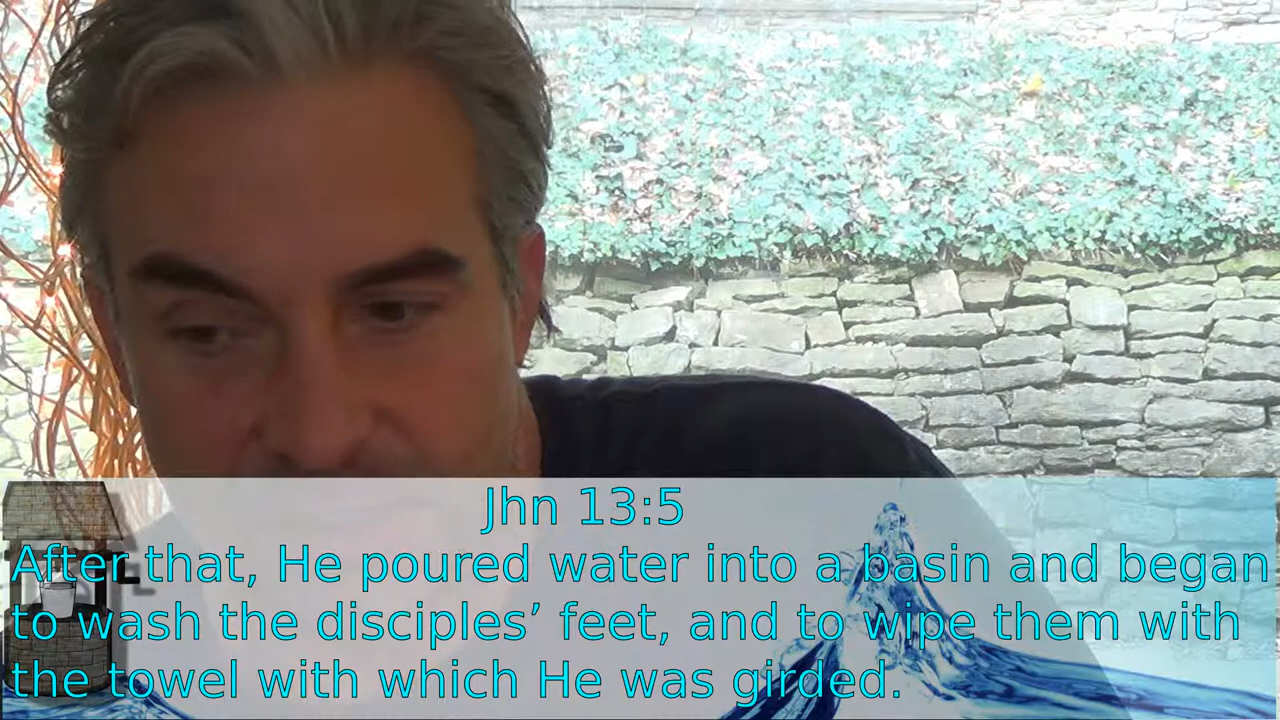 Jhn 13:5
After that, He poured water into a basin and began
to wash the disciples’ feet, and to wipe them with
the towel with which He was girded.